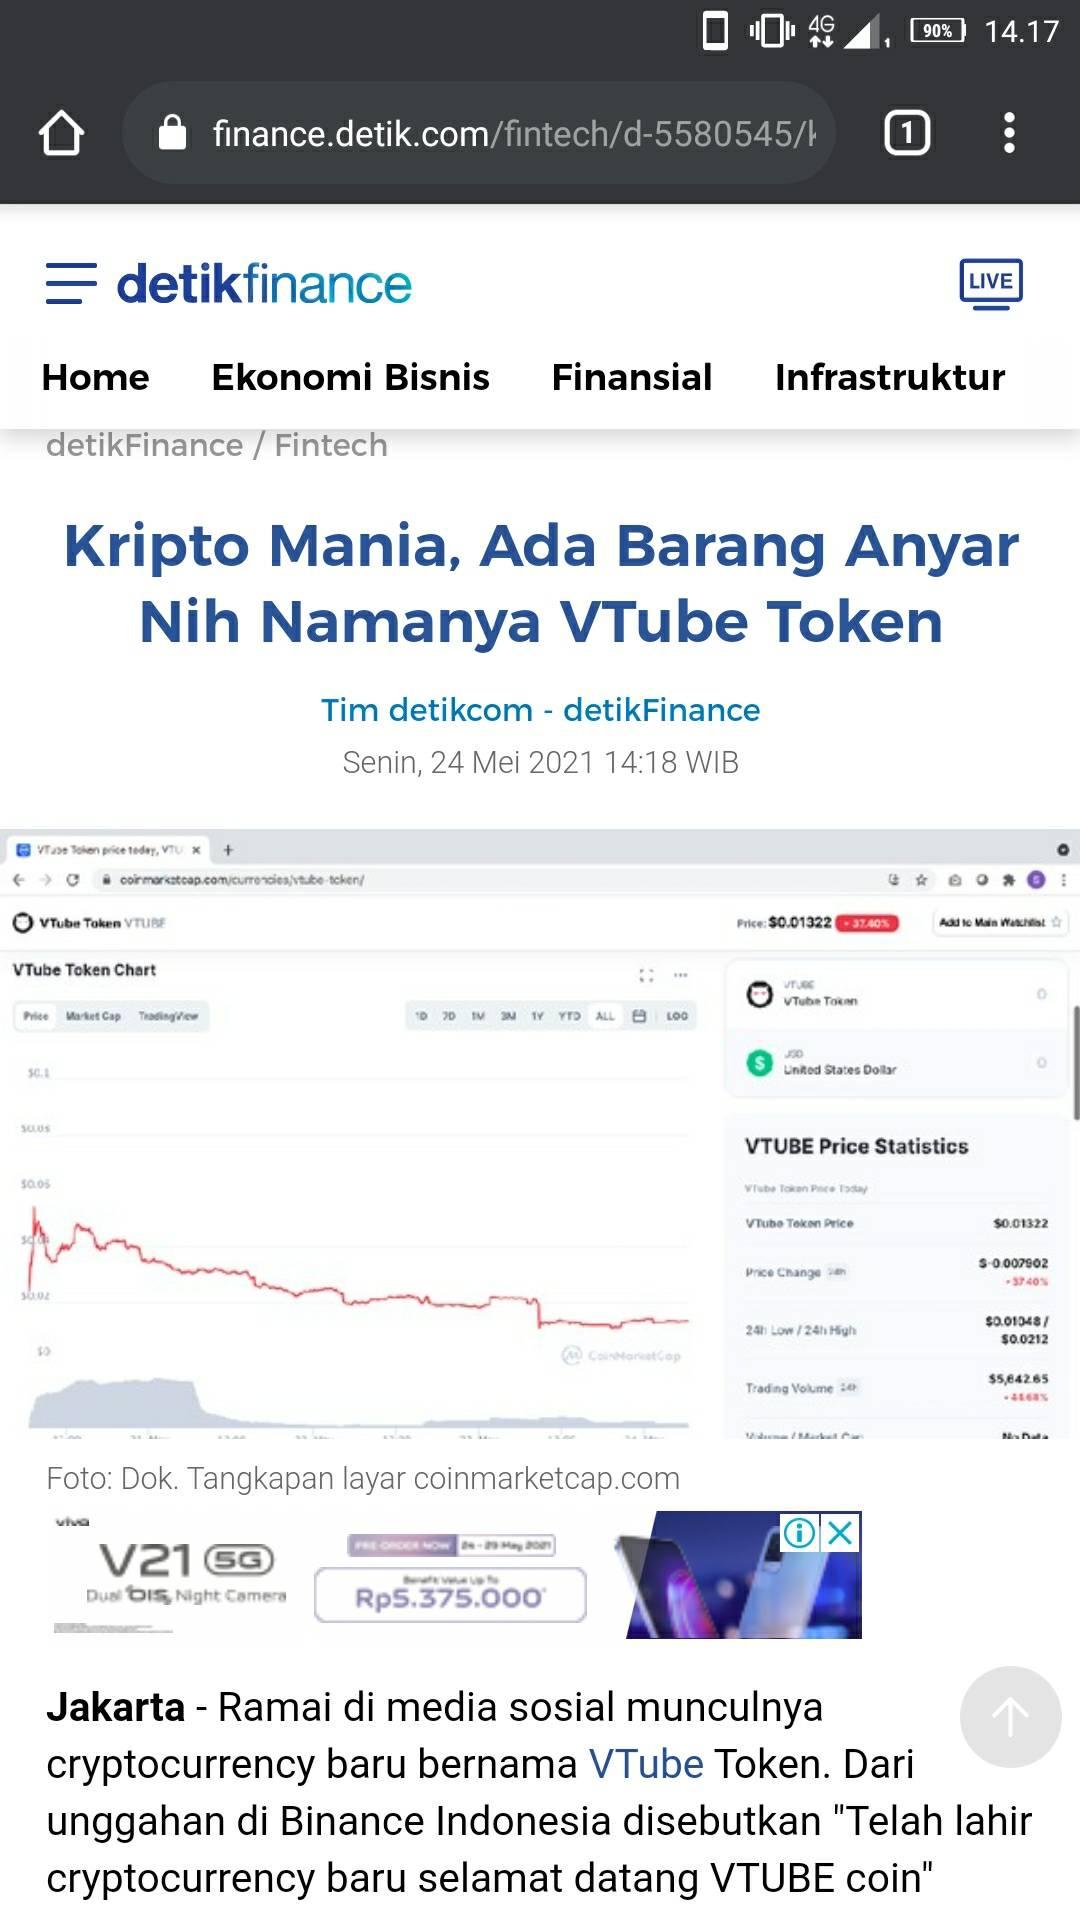 4G 90% 14.17
finance.detik.com/fintech/d-5580545/k
1
detikfinance
LIVE
Home Ekonomi Bisnis Finansial Infrastruktur
detikFinance / Fintech
Kripto Mania, Ada Barang Anyar
Nih Namanya VTube Token
Tim detikcom - detikFinance
Senin, 24 Mei 2021 14:18 WIB
VTube Token price today, VTU
coinmarketcap.com/currencies/vtube-token/
VTube Token VTUBE
Price: $0.01322 - 37.40%
Add to Main Watchlist
VTube Token Chart
Price Market Cap TradingView
1D 7D 1M 3M 1Y YTD ALL LOG
$0.1
$0.08
$0.06
$0.04
$0.02
$0
CoinMarketCap
VTUBE
VTube Token
0
USD
United States Dollar
0
VTUBE Price Statistics
VTube Token Price Today
VTube Token Price $0.01322
Price Change 24h $-0.007902
-37.40%
24h Low / 24h High $0.01048 /
$0.0212
Trading Volume 24h $5,642.65
Volume / Market Cap No Data
Foto: Dok. Tangkapan layar coinmarketcap.com
vivo
V21 5G
Dual OIS Night Camera
PRE-ORDER NOW 24 - 29 May 2021
Benefit Value Up To
Rp5.375.000*
Jakarta - Ramai di media sosial munculnya
cryptocurrency baru bernama VTube Token. Dari
unggahan di Binance Indonesia disebutkan "Telah lahir
cryptocurrency baru selamat datang VTUBE coin"